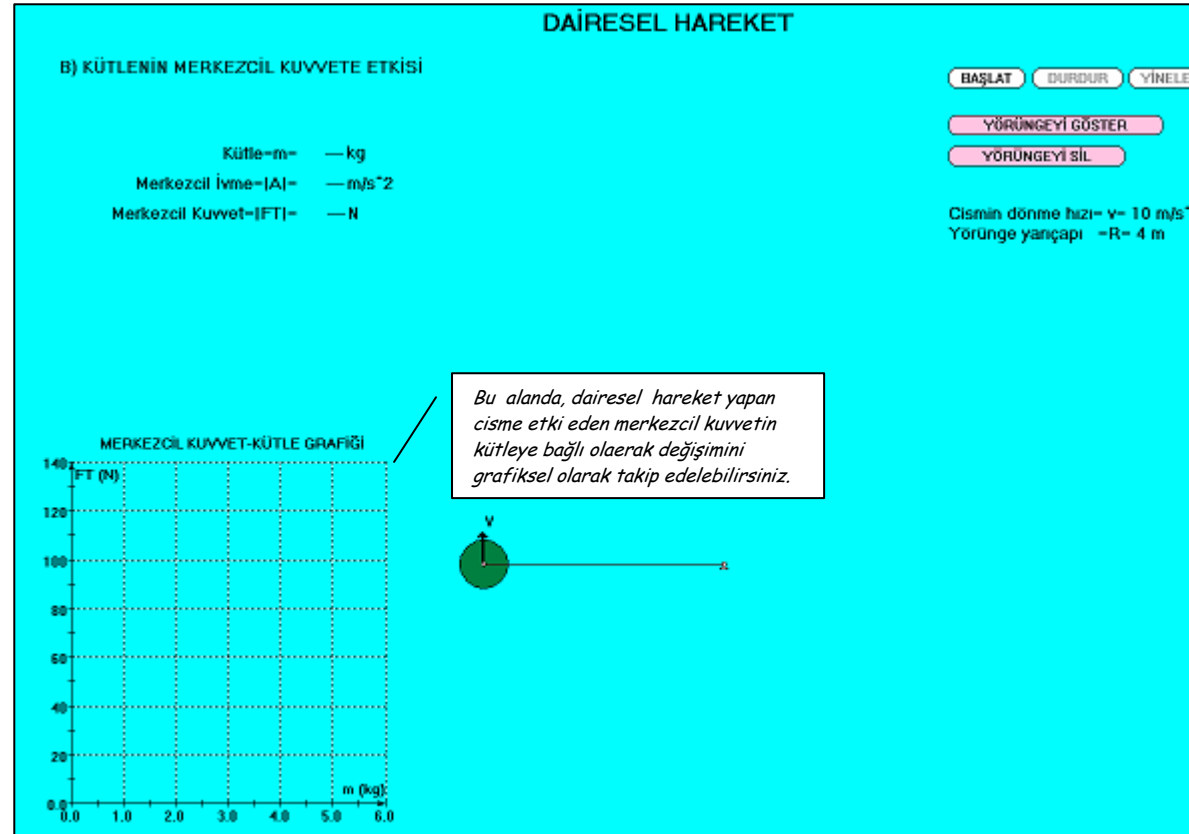 DAİRESEL HAREKET
B) KÜTLENİN MERKEZCİL KUVVETE ETKİSİ
BAŞLAT DURDUR YİNELE
YÖRÜNGEYİ GÖSTER
YÖRÜNGEYİ SİL
Kütle=m= — kg
Merkezcil İvme=|A|= — m/s^2
Merkezcil Kuvvet=|FT|= — N
Cismin dönme hızı= v= 10 m/s^
Yörünge yarıçapı =R= 4 m
Bu alanda, dairesel hareket yapan
cisme etki eden merkezcil kuvvetin
kütleye bağlı olaerak değişimini
grafiksel olarak takip edelebilirsiniz.
MERKEZCİL KUVVET-KÜTLE GRAFİĞİ
FT (N)
140
120
100
80
60
40
20
0.0
m (kg)
0.0 1.0 2.0 3.0 4.0 5.0 6.0
V